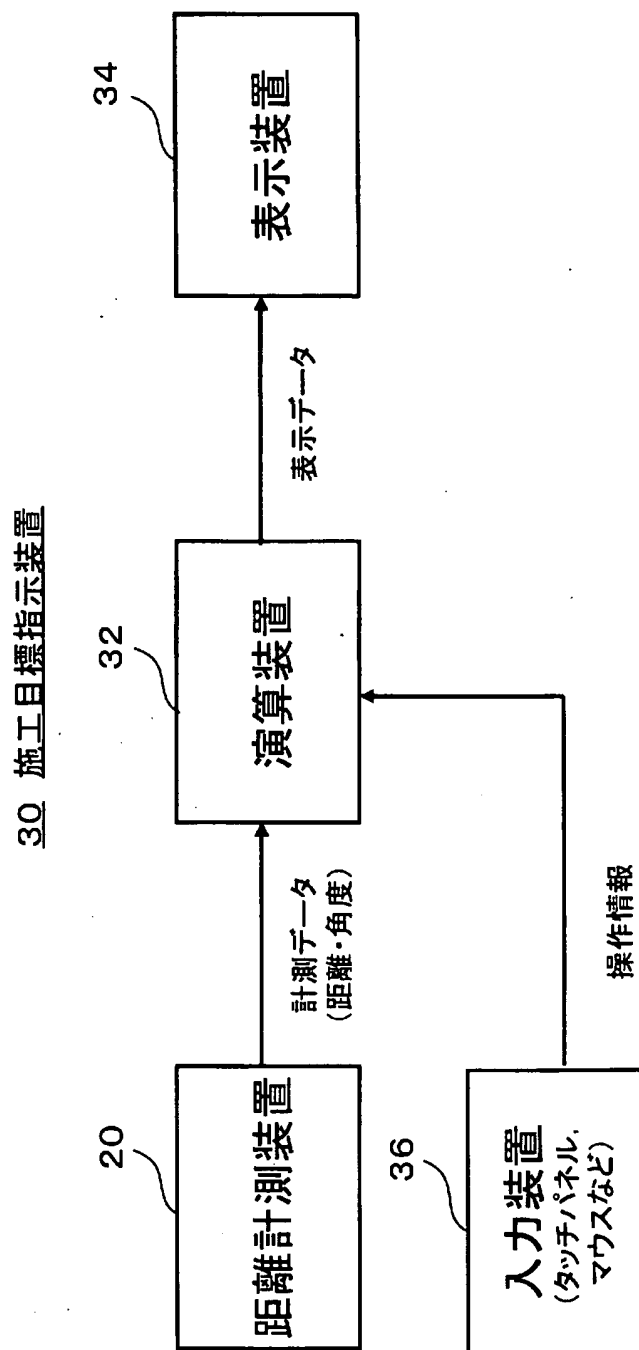 30 施工目標指示装置
20
距離計測装置
計測データ
(距離・角度)
32
演算装置
表示データ
34
表示装置
36
入力装置
(タッチパネル,
マウスなど)
操作情報